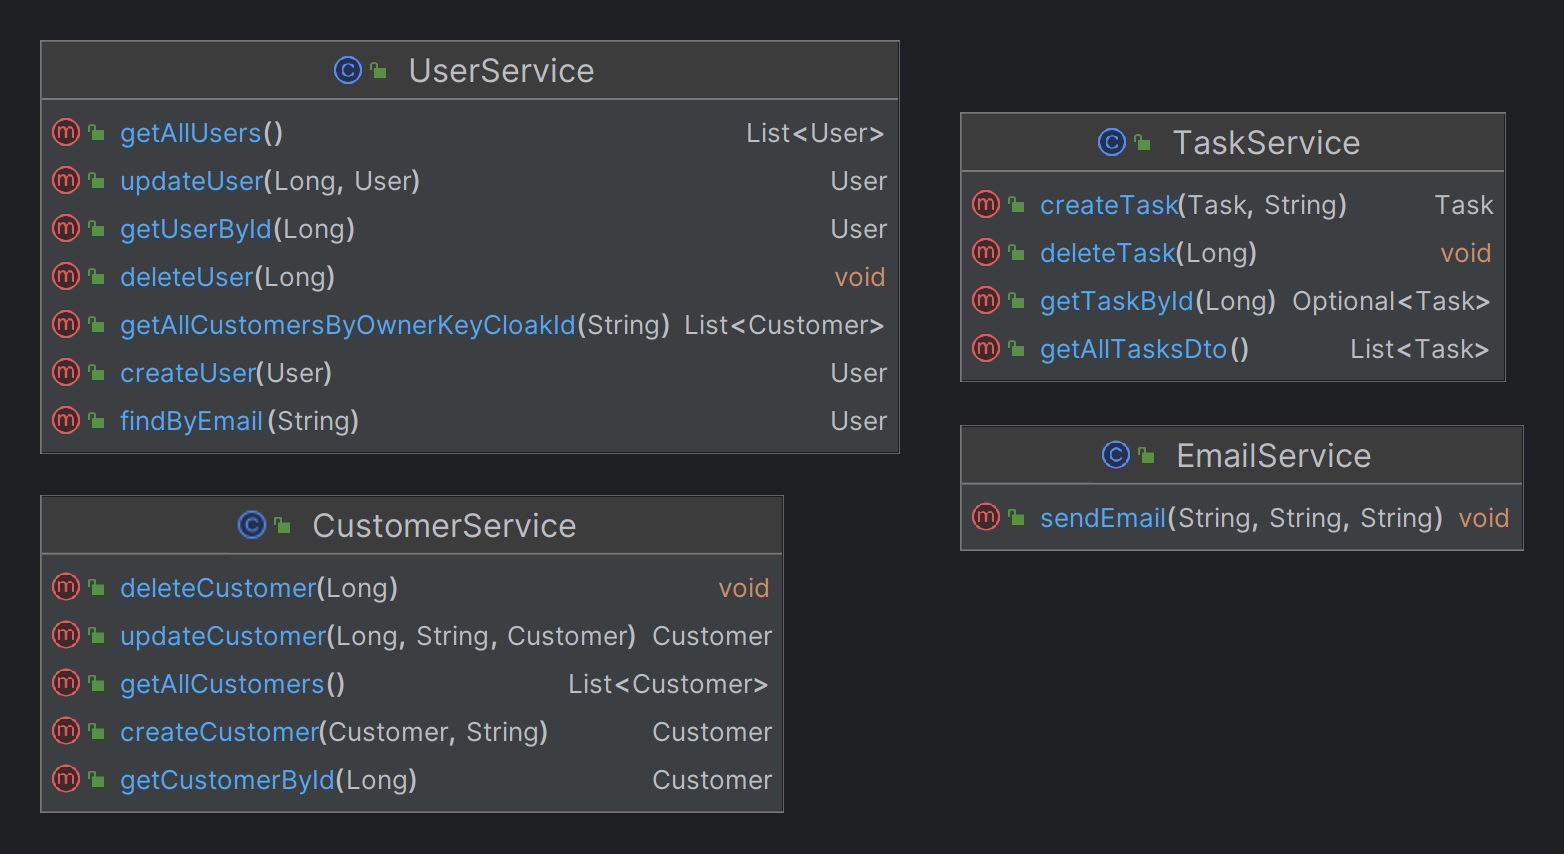 UserService
getAllUsers() List<User>
updateUser(Long, User) User
getUserById(Long) User
deleteUser(Long) void
getAllCustomersByOwnerKeyCloakId(String) List<Customer>
createUser(User) User
findByEmail(String) User
CustomerService
deleteCustomer(Long) void
updateCustomer(Long, String, Customer) Customer
getAllCustomers() List<Customer>
createCustomer(Customer, String) Customer
getCustomerById(Long) Customer
TaskService
createTask(Task, String) Task
deleteTask(Long) void
getTaskById(Long) Optional<Task>
getAllTasksDto() List<Task>
EmailService
sendEmail(String, String, String) void